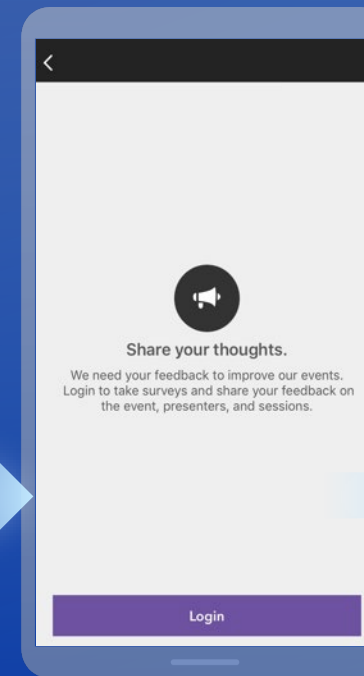 Share your thoughts.
We need your feedback to improve our events.
Login to take surveys and share your feedback on
the event, presenters, and sessions.
Login